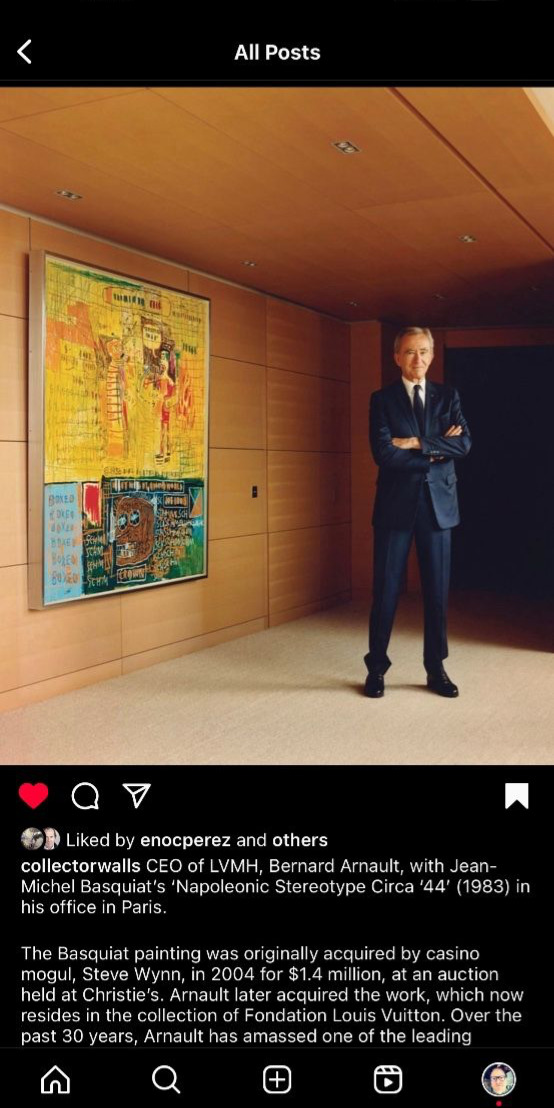 All Posts
BOXED
CROWN
Liked by enocperez and others
collectorwalls CEO of LVMH, Bernard Arnault, with Jean-
Michel Basquiat’s ‘Napoleonic Stereotype Circa ‘44’ (1983) in
his office in Paris.
The Basquiat painting was originally acquired by casino
mogul, Steve Wynn, in 2004 for $1.4 million, at an auction
held at Christie’s. Arnault later acquired the work, which now
resides in the collection of Fondation Louis Vuitton. Over the
past 30 years, Arnault has amassed one of the leading